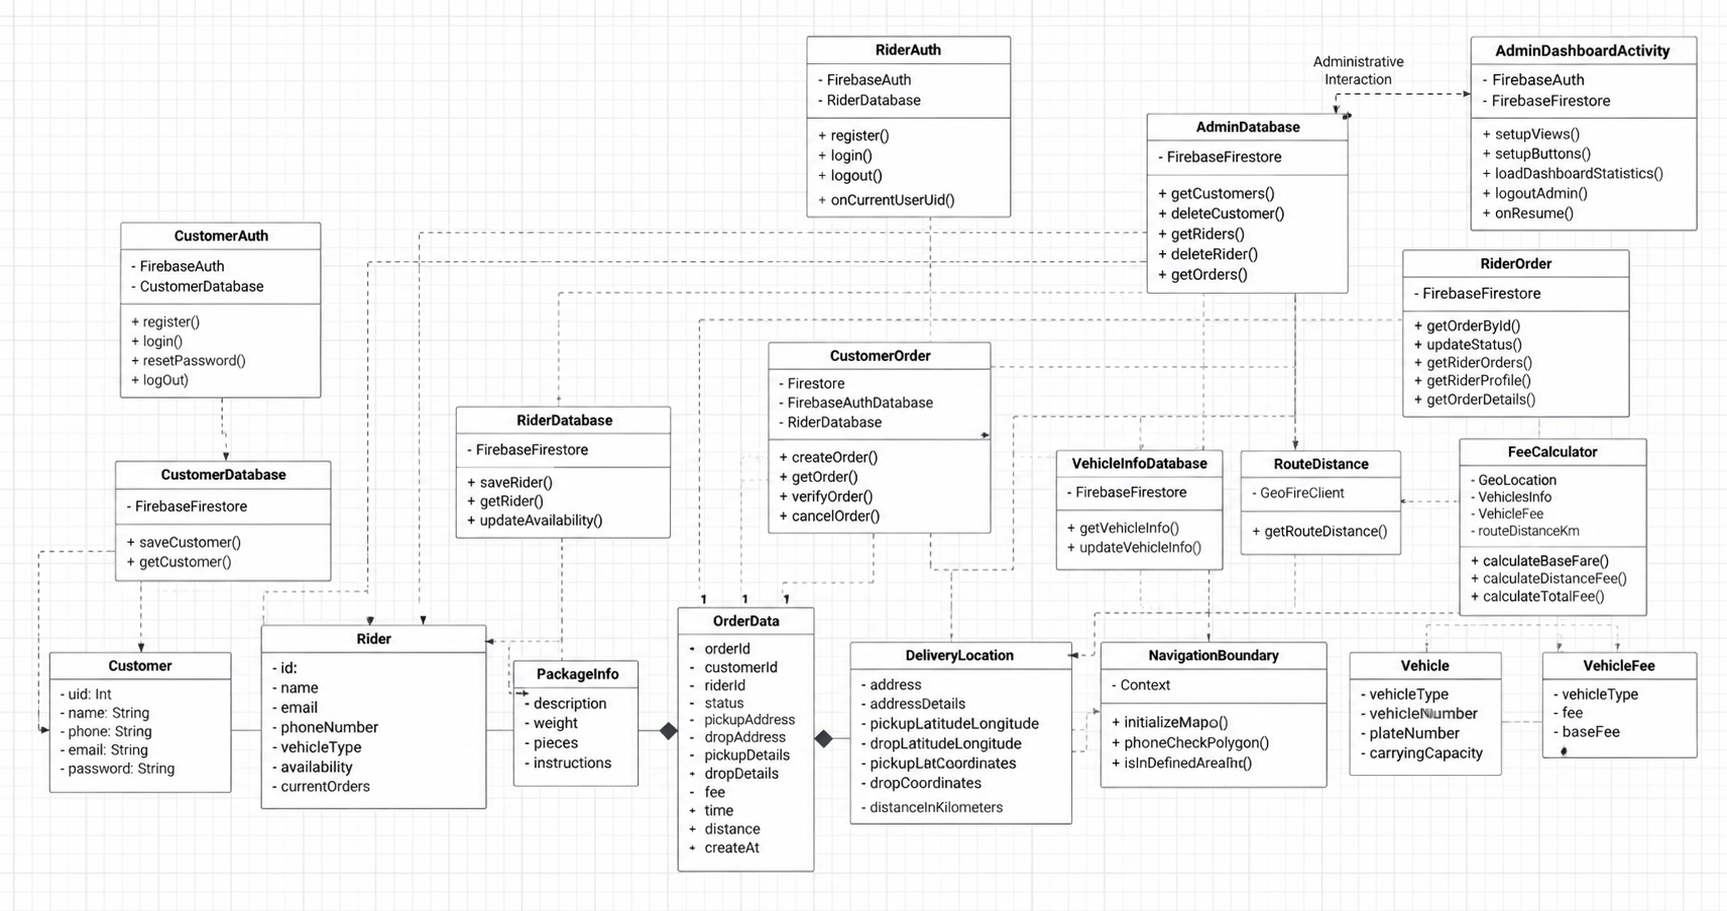 RiderAuth
- FirebaseAuth
- RiderDatabase
+ register()
+ login()
+ logout()
+ onCurrentUserUid()
Administrative
Interaction
AdminDashboardActivity
- FirebaseAuth
- FirebaseFirestore
+ setupViews()
+ setupButtons()
+ loadDashboardStatistics()
+ logoutAdmin()
+ onResume()
AdminDatabase
- FirebaseFirestore
+ getCustomers()
+ deleteCustomer()
+ getRiders()
+ deleteRider()
+ getOrders()
CustomerAuth
- FirebaseAuth
- CustomerDatabase
+ register()
+ login()
+ resetPassword()
+ logOut)
RiderOrder
- FirebaseFirestore
+ getOrderById()
+ updateStatus()
+ getRiderOrders()
+ getRiderProfile()
+ getOrderDetails()
CustomerOrder
- Firestore
- FirebaseAuthDatabase
- RiderDatabase
+ createOrder()
+ getOrder()
+ verifyOrder()
+ cancelOrder()
RiderDatabase
- FirebaseFirestore
+ saveRider()
+ getRider()
+ updateAvailability()
CustomerDatabase
- FirebaseFirestore
+ saveCustomer()
+ getCustomer()
VehicleInfoDatabase
- FirebaseFirestore
+ getVehicleInfo()
+ updateVehicleInfo()
RouteDistance
- GeoFireClient
+ getRouteDistance()
FeeCalculator
- GeoLocation
- VehiclesInfo
- VehicleFee
- routeDistanceKm
+ calculateBaseFare()
+ calculateDistanceFee()
+ calculateTotalFee()
1 1 1
Customer
- uid: Int
- name: String
- phone: String
- email: String
- password: String
Rider
- id:
- name
- email
- phoneNumber
- vehicleType
- availability
- currentOrders
PackageInfo
- description
- weight
- pieces
- instructions
OrderData
+ orderId
- customerId
- riderId
- status
- pickupAddress
- dropAddress
- pickupDetails
+ dropDetails
- fee
+ time
+ distance
+ createAt
DeliveryLocation
- address
- addressDetails
- pickupLatitudeLongitude
- dropLatitudeLongitude
- pickupLatCoordinates
- dropCoordinates
- distanceInKilometers
NavigationBoundary
- Context
+ initializeMapo()
+ phoneCheckPolygon()
Vehicle
- vehicleType
- vehicleNumber
- plateNumber
- carryingCapacity
VehicleFee
- vehicleType
- fee
- baseFee